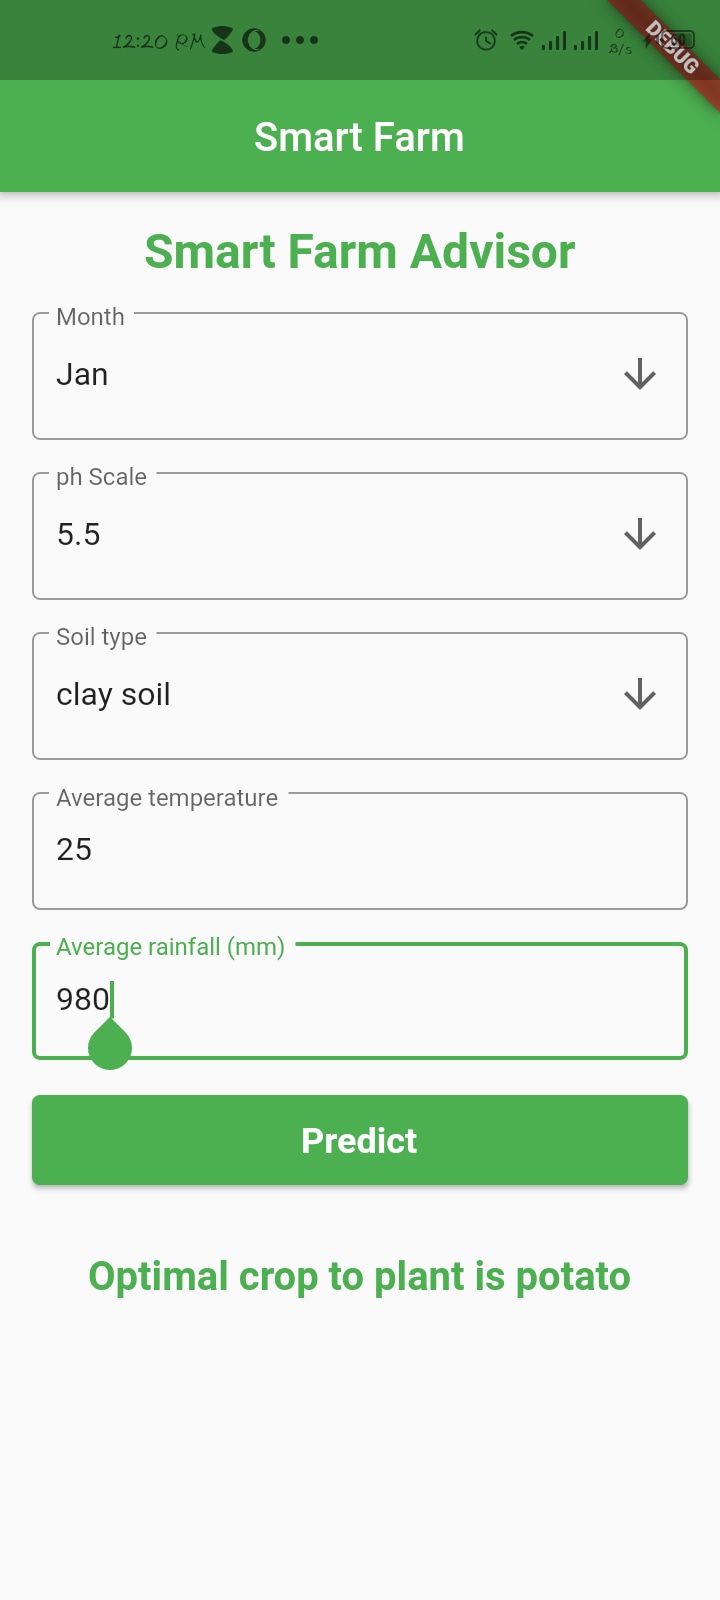 12:20 PM
0
B/s
DEBUG
Smart Farm
Smart Farm Advisor
Month
Jan
ph Scale
5.5
Soil type
clay soil
Average temperature
25
Average rainfall (mm)
980
Predict
Optimal crop to plant is potato